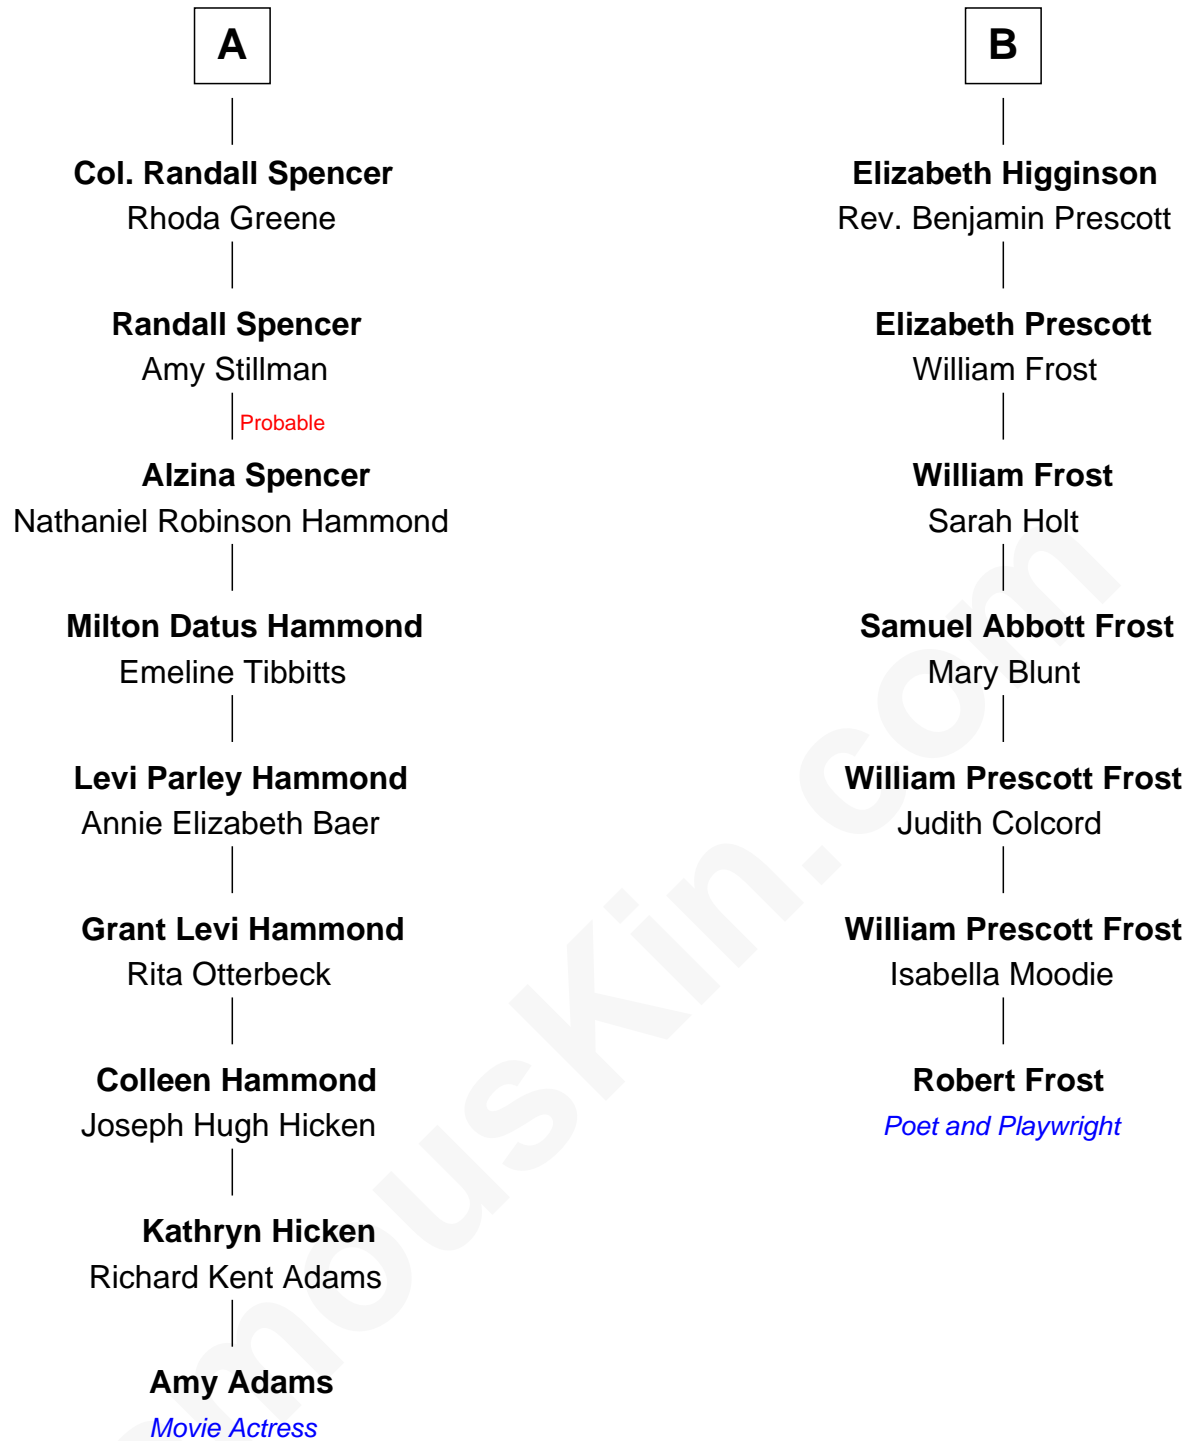 A
Col. Randall Spencer
Rhoda Greene
Randall Spencer
Amy Stillman
Probable
Alzina Spencer
Nathaniel Robinson Hammond
Milton Datus Hammond
Emeline Tibbitts
Levi Parley Hammond
Annie Elizabeth Baer
Grant Levi Hammond
Rita Otterbeck
Colleen Hammond
Joseph Hugh Hicken
Kathryn Hicken
Richard Kent Adams
Amy Adams
Movie Actress
B
Elizabeth Higginson
Rev. Benjamin Prescott
Elizabeth Prescott
William Frost
William Frost
Sarah Holt
Samuel Abbott Frost
Mary Blunt
William Prescott Frost
Judith Colcord
William Prescott Frost
Isabella Moodie
Robert Frost
Poet and Playwright
mousKin.com